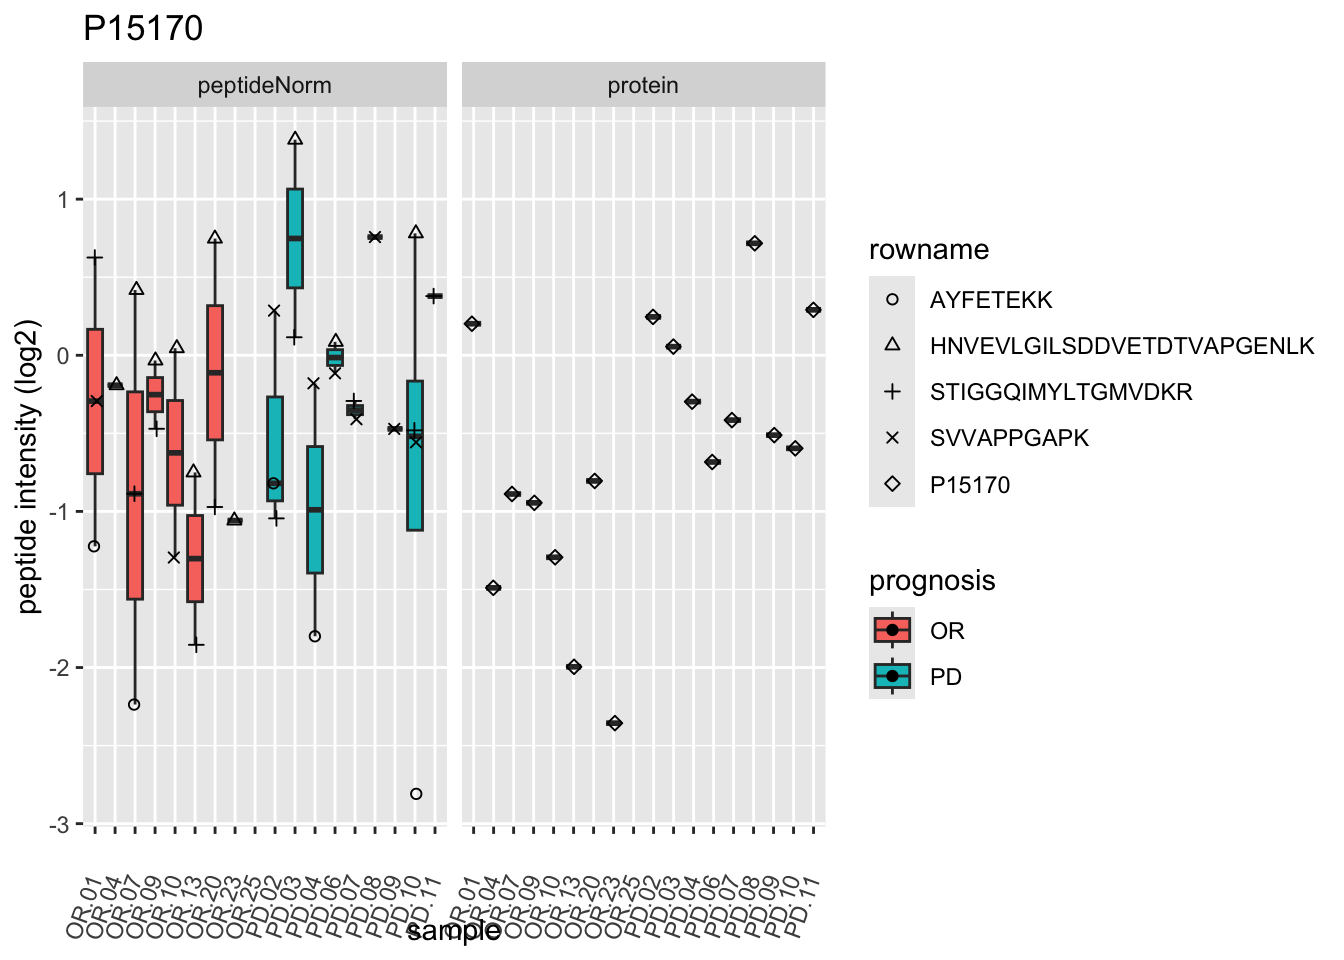 P15170
peptideNorm
protein
peptide intensity (log2)
1
0
-1
-2
-3
OR.01
OR.04
OR.07
OR.09
OR.10
OR.13
OR.20
OR.23
OR.25
PD.02
PD.03
PD.04
PD.06
PD.07
PD.08
PD.09
PD.10
PD.11
OR.01
OR.04
OR.07
OR.09
OR.10
OR.13
OR.20
OR.23
OR.25
PD.02
PD.03
PD.04
PD.06
PD.07
PD.08
PD.09
PD.10
PD.11
sample
rowname
AYFETEKK
HNVEVLGILSDDVETDTVAPGENLK
STIGGQIMYLTGMVDKR
SVVAPPGAPK
P15170
prognosis
OR
PD